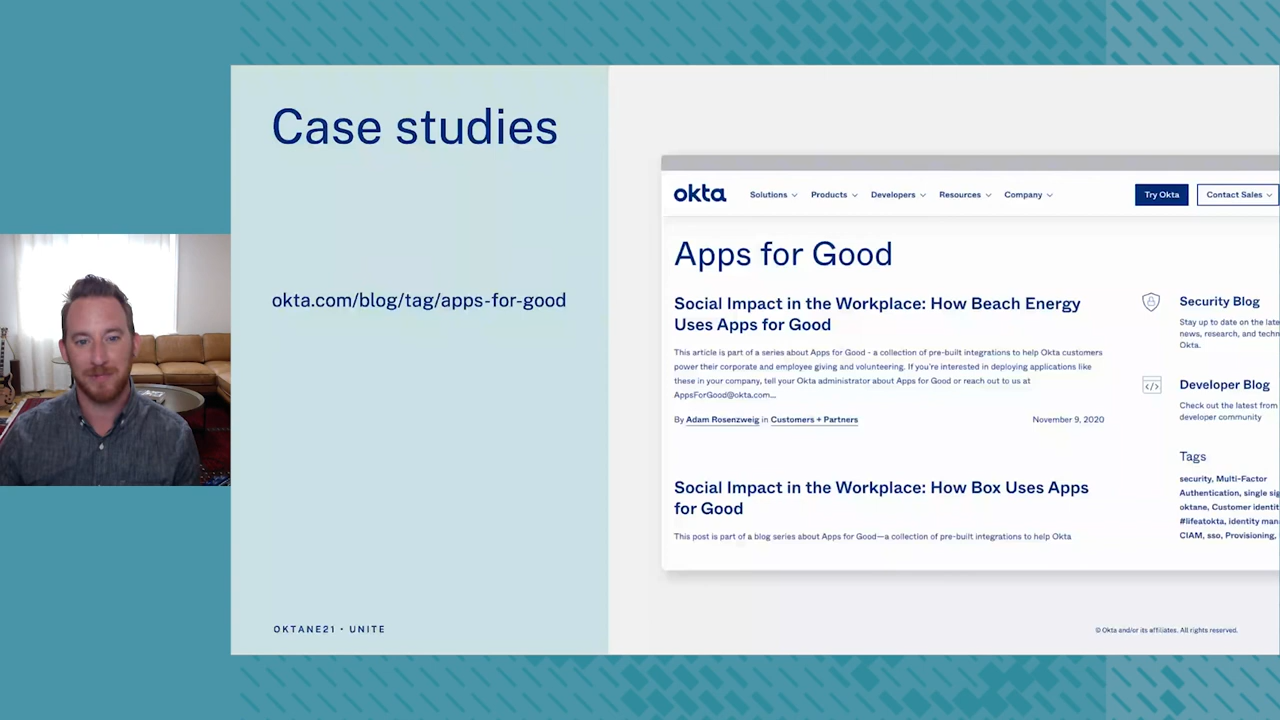 Case studies
okta.com/blog/tag/apps-for-good
OKTANE21 • UNITE
okta
Solutions
Products
Developers
Resources
Company
Try Okta
Contact Sales
Apps for Good
Social Impact in the Workplace: How Beach Energy
Uses Apps for Good
This article is part of a series about Apps for Good - a collection of pre-built integrations to help Okta customers
power their corporate and employee giving and volunteering. If you're interested in deploying applications like
these in your company, tell your Okta administrator about Apps for Good or reach out to us at
AppsForGood@okta.com...
By Adam Rosenzweig in Customers + Partners
November 9, 2020
Social Impact in the Workplace: How Box Uses Apps
for Good
This post is part of a blog series about Apps for Good—a collection of pre-built integrations to help Okta
Security Blog
Stay up to date on the late
news, research, and techn
Okta.
Developer Blog
Check out the latest from
developer community
Tags
security, Multi-Factor
Authentication, single sig
oktane, Customer identit
#lifeatokta, identity man
CIAM, sso, Provisioning,
© Okta and/or its affiliates. All rights reserved.